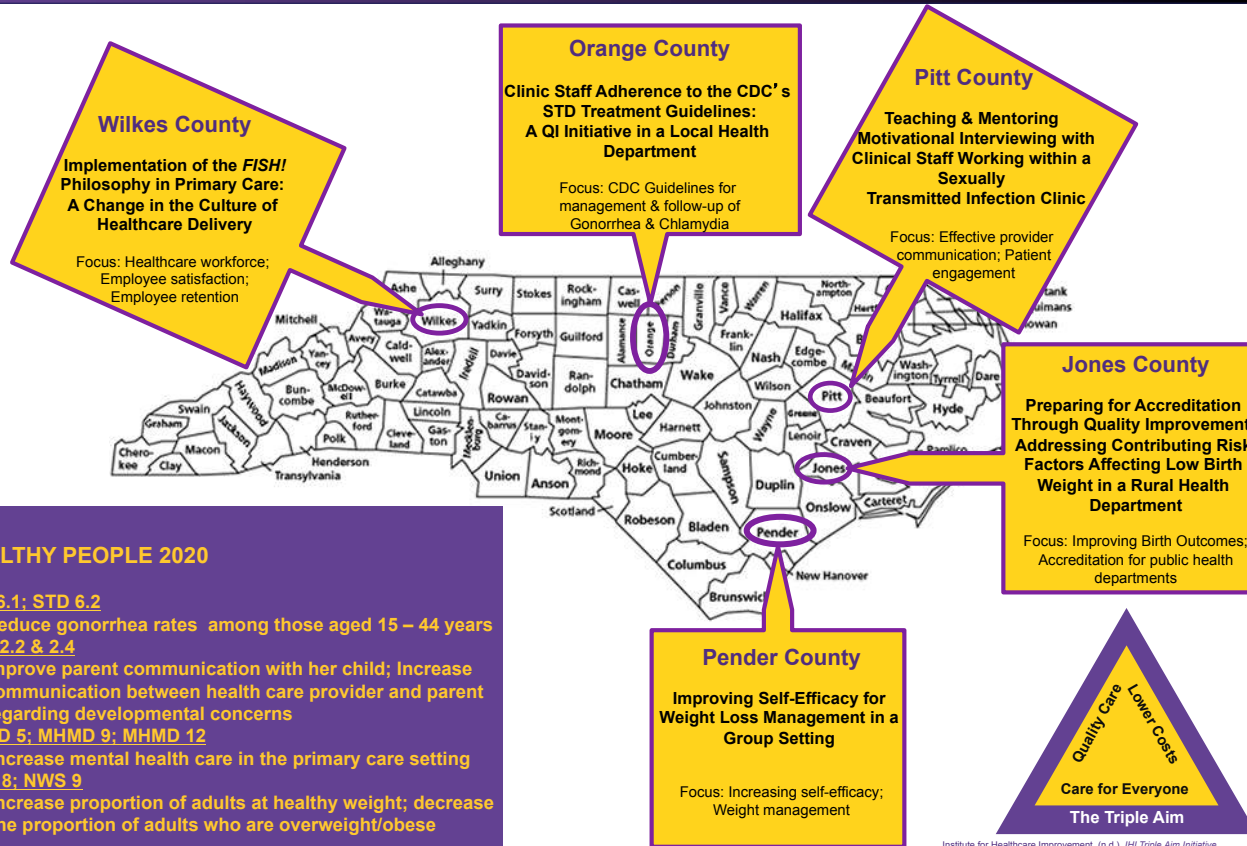 Wilkes County
Implementation of the FISH!
Philosophy in Primary Care:
A Change in the Culture of
Healthcare Delivery
Focus: Healthcare workforce;
Employee satisfaction;
Employee retention
Orange County
Clinic Staff Adherence to the CDC's
STD Treatment Guidelines:
A QI Initiative in a Local Health
Department
Focus: CDC Guidelines for
management & follow-up of
Gonorrhea & Chlamydia
Pitt County
Teaching & Mentoring
Motivational Interviewing with
Clinical Staff Working within a
Sexually
Transmitted Infection Clinic
Focus: Effective provider
communication; Patient
engagement
Jones County
Preparing for Accreditation
Through Quality Improvement
Addressing Contributing Risk
Factors Affecting Low Birth
Weight in a Rural Health
Department
Focus: Improving Birth Outcomes;
Accreditation for public health
departments
Alleghany
Ashe
Surry
Stokes
Rock-
ingham
Cas-
well
erson
Granville
Vance
Warren
North-
ampton
Hert
tank
uimans
owan
Halifax
Wa-
tauga
Wilkes
Yadkin
Forsyth
Guilford
Alamance
Orange
Durham
Frank-
lin
Nash
Edge-
combe
Mitchell
Avery
Madison
Yan-
cey
Cald-
well
Alex-
ander
Iredell
Davie
David-
son
Ran-
dolph
Chatham
Wake
Wilson
Pitt
Wash-
ington
Tyrrell
Dare
Beaufort
Hyde
Haywood
Bun-
combe
McDow
ell
Burke
Catawba
Rowan
Johnston
Wayne
Greene
Lenoir
Craven
Pamlico
Swain
Graham
Jackson
Ruther-
ford
Lincoln
Ca-
barrus
Stan-
ly
Mont-
gom-
ery
Moore
Lee
Harnett
Chero-
kee
Clay
Macon
Polk
Cleve-
land
Gas-
ton
Mecklen-
burg
Rich-
mond
Hoke
Cumber-
land
Sampson
Duplin
Jones
Henderson
Transylvania
Union
Anson
Scotland
Robeson
Bladen
Onslow
Carteret
Pender
Columbus
Brunswick
New Hanover
LTHY PEOPLE 2020
6.1; STD 6.2
educe gonorrhea rates among those aged 15 – 44 years
2.2 & 2.4
mprove parent communication with her child; Increase
ommunication between health care provider and parent
egarding developmental concerns
D 5; MHMD 9; MHMD 12
ncrease mental health care in the primary care setting
8; NWS 9
ncrease proportion of adults at healthy weight; decrease
he proportion of adults who are overweight/obese
Pender County
Improving Self-Efficacy for
Weight Loss Management in a
Group Setting
Focus: Increasing self-efficacy;
Weight management
Quality Care
Lower Costs
Care for Everyone
The Triple Aim
Institute for Healthcare Improvement. (n.d.). IHI Triple Aim Initiative